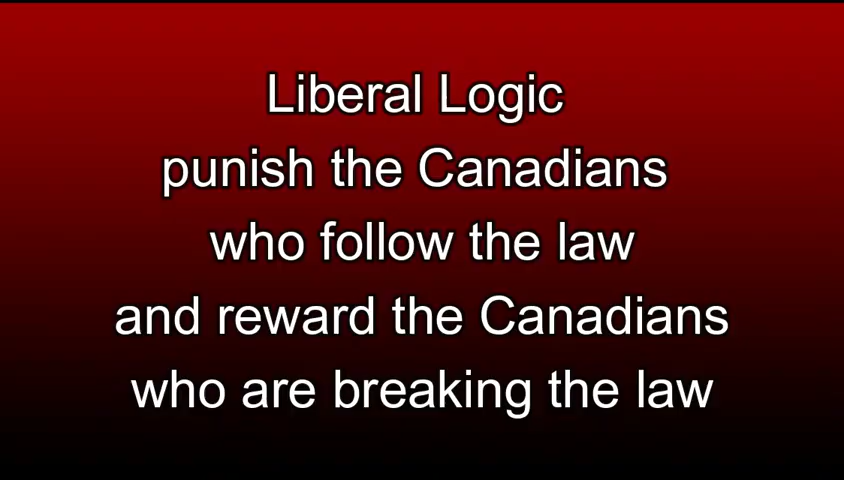 Liberal Logic
punish the Canadians
who follow the law
and reward the Canadians
who are breaking the law